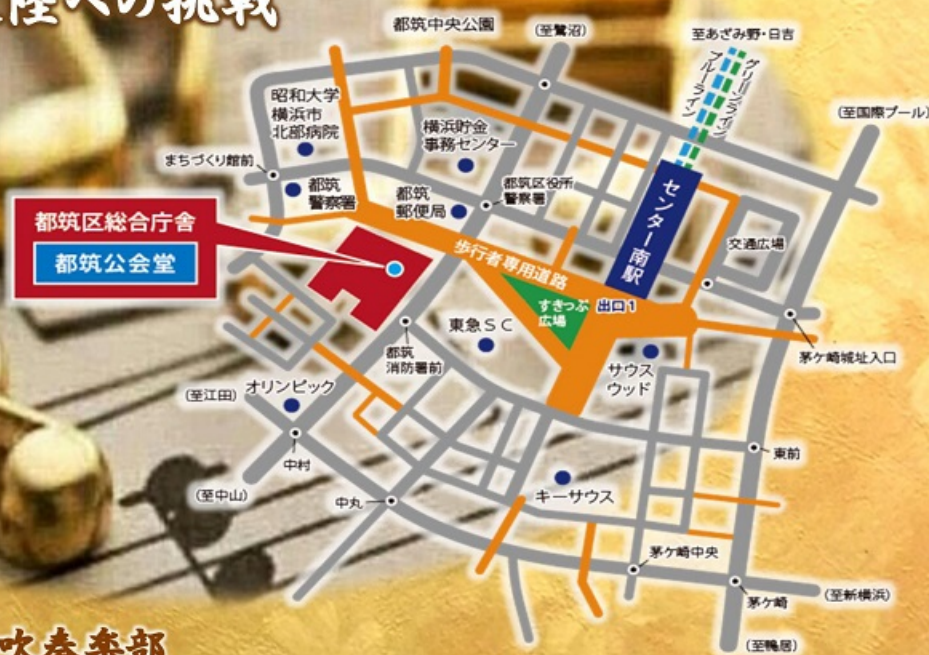 陸への挑戦
都筑中央公園
(至鷺沼)
至あざみ野・日吉
グリーンライン
ブルーライン
(至国際プール)
昭和大学
横浜市
北部病院
横浜貯金
事務センター
まちづくり館前
都筑
警察署
都筑
郵便局
都筑区役所
警察署
センター南駅
交通広場
都筑区総合庁舎
都筑公会堂
歩行者専用道路
すきっぷ
広場
出口1
東急SC
都筑
消防署前
サウス
ウッド
茅ケ崎城址入口
(至江田)
オリンピック
中村
東前
(至中山)
中丸
キーサウス
茅ケ崎中央
茅ケ崎
(至新横浜)
(至鴨居)
吹奏楽部